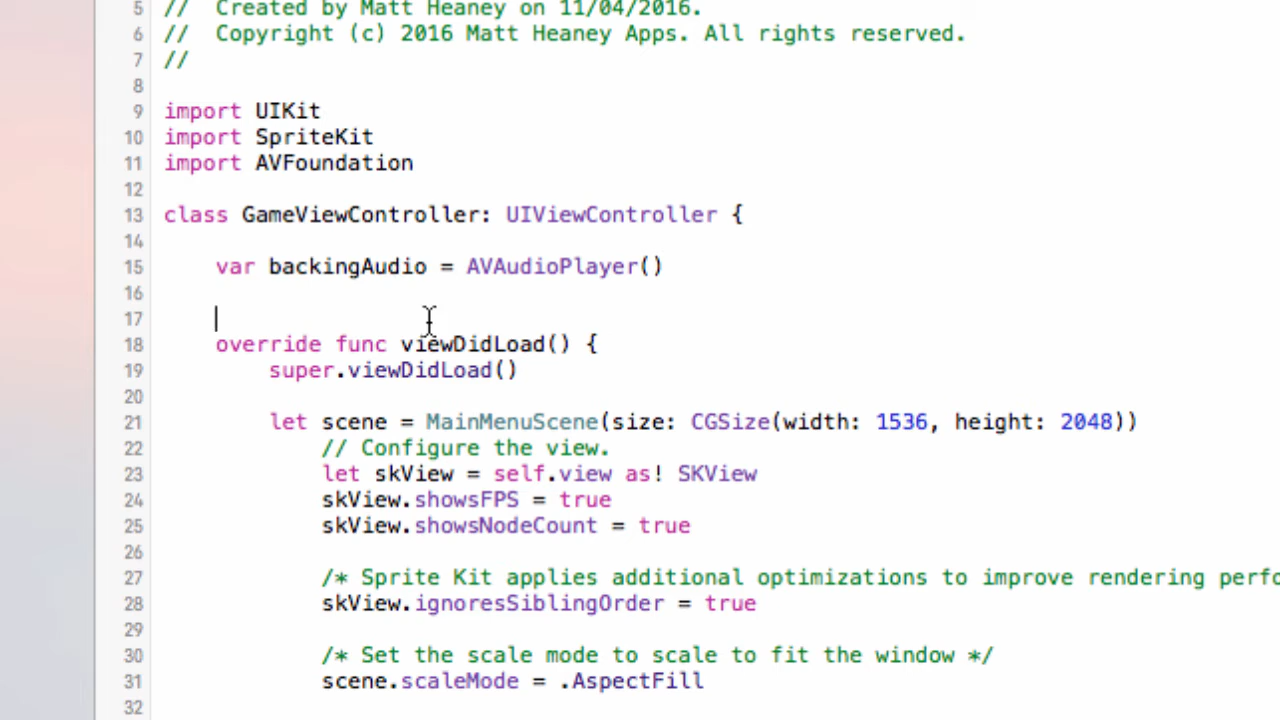 5 // Created by Matt Heaney on 11/04/2016.
6 // Copyright (c) 2016 Matt Heaney Apps. All rights reserved.
7 //
8
9 import UIKit
10 import SpriteKit
11 import AVFoundation
12
13 class GameViewController: UIViewController {
14
15 var backingAudio = AVAudioPlayer()
16
17
18 override func viewDidLoad() {
19 super.viewDidLoad()
20
21 let scene = MainMenuScene(size: CGSize(width: 1536, height: 2048))
22 // Configure the view.
23 let skView = self.view as! SKView
24 skView.showsFPS = true
25 skView.showsNodeCount = true
26
27 /* Sprite Kit applies additional optimizations to improve rendering perfo
28 skView.ignoresSiblingOrder = true
29
30 /* Set the scale mode to scale to fit the window */
31 scene.scaleMode = .AspectFill
32